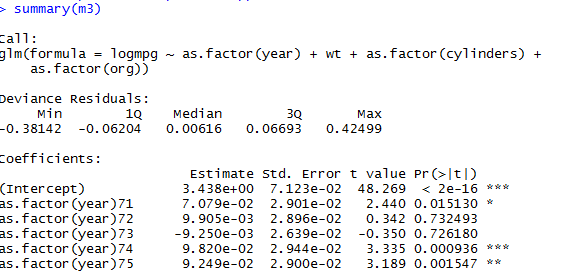 > summary(m3)
Call:
glm(formula = logmpg ~ as.factor(year) + wt + as.factor(cylinders) +
    as.factor(org))
Deviance Residuals:
     Min        1Q    Median        3Q       Max
-0.38142  -0.06204   0.00616   0.06693   0.42499
Coefficients:
                        Estimate Std. Error t value Pr(>|t|)
(Intercept)            3.438e+00  7.123e-02  48.269  < 2e-16 ***
as.factor(year)71      7.079e-02  2.901e-02   2.440 0.015130 *
as.factor(year)72      9.905e-03  2.896e-02   0.342 0.732493
as.factor(year)73     -9.250e-03  2.639e-02  -0.350 0.726180
as.factor(year)74      9.820e-02  2.944e-02   3.335 0.000936 ***
as.factor(year)75      9.249e-02  2.900e-02   3.189 0.001547 **